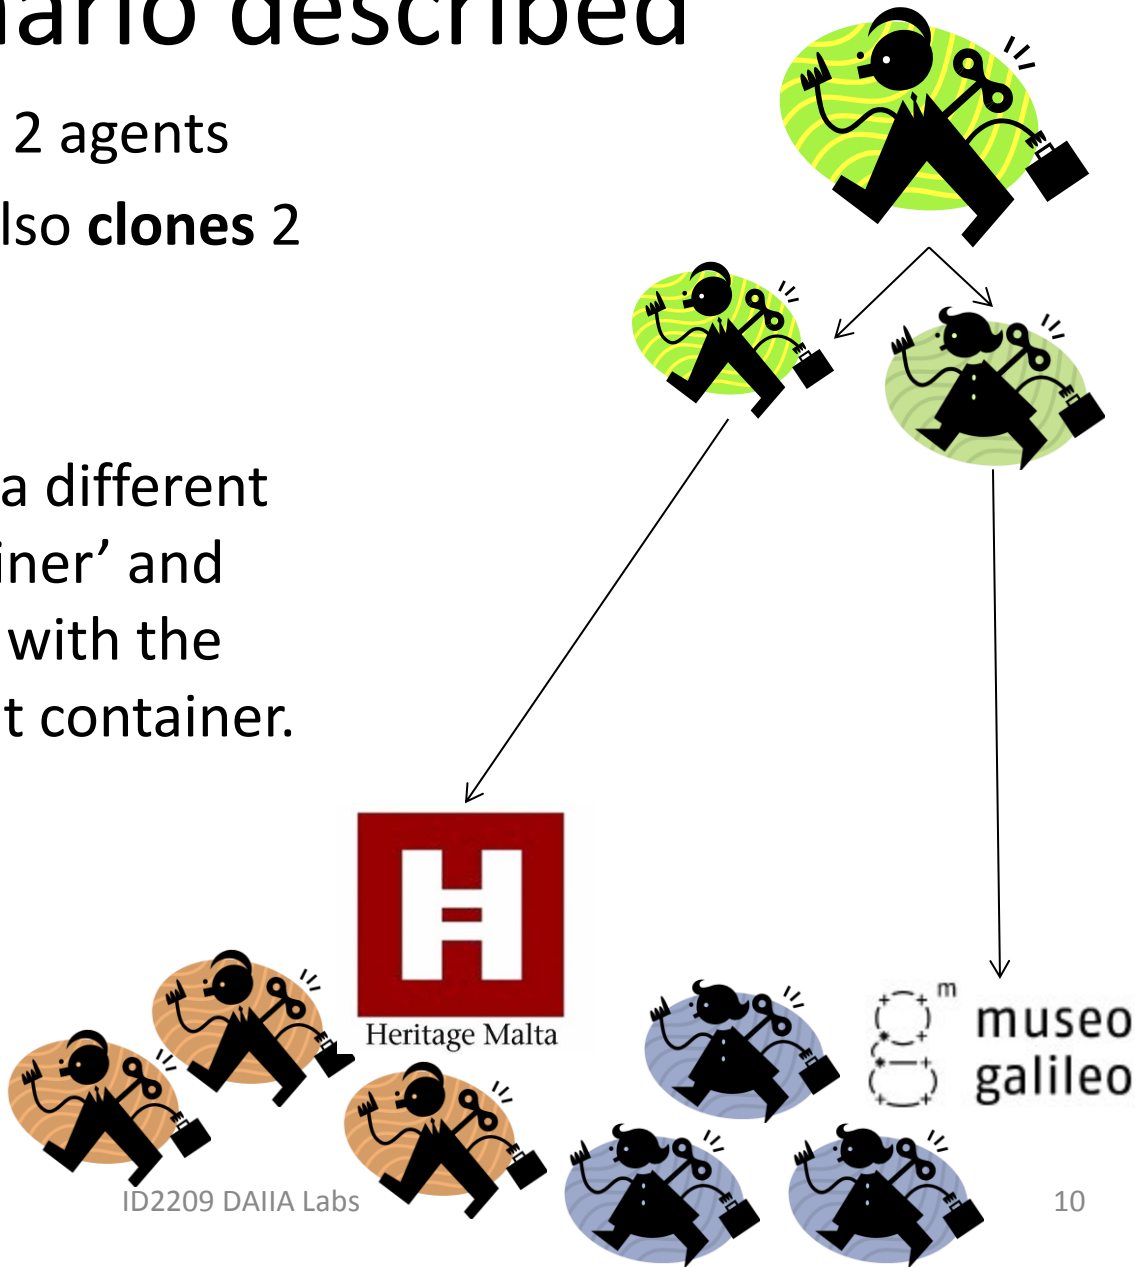 nario described
2 agents
lso clones 2
a different
iner’ and
with the
t container.
Heritage Malta
m
museo
galileo
ID2209 DAIIA Labs
10